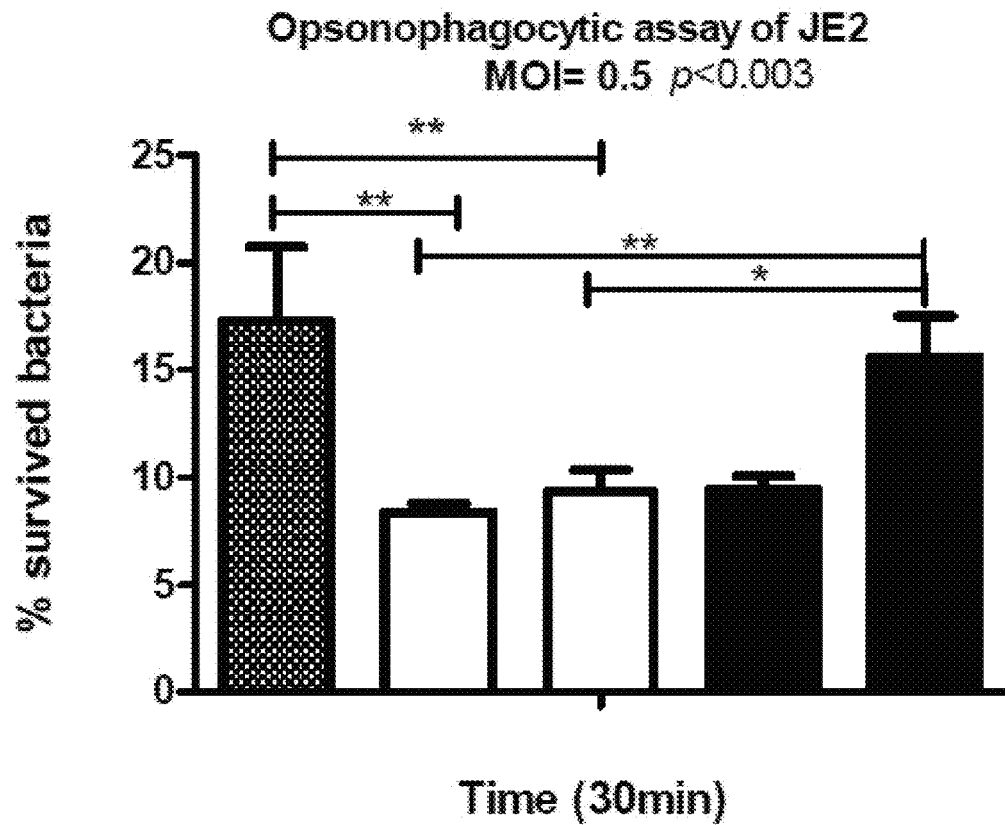 Opsonophagocytic assay of JE2
MOI= 0.5 p<0.003
**
**
**
*
% survived bacteria
25
20
15
10
5
0
Time (30min)